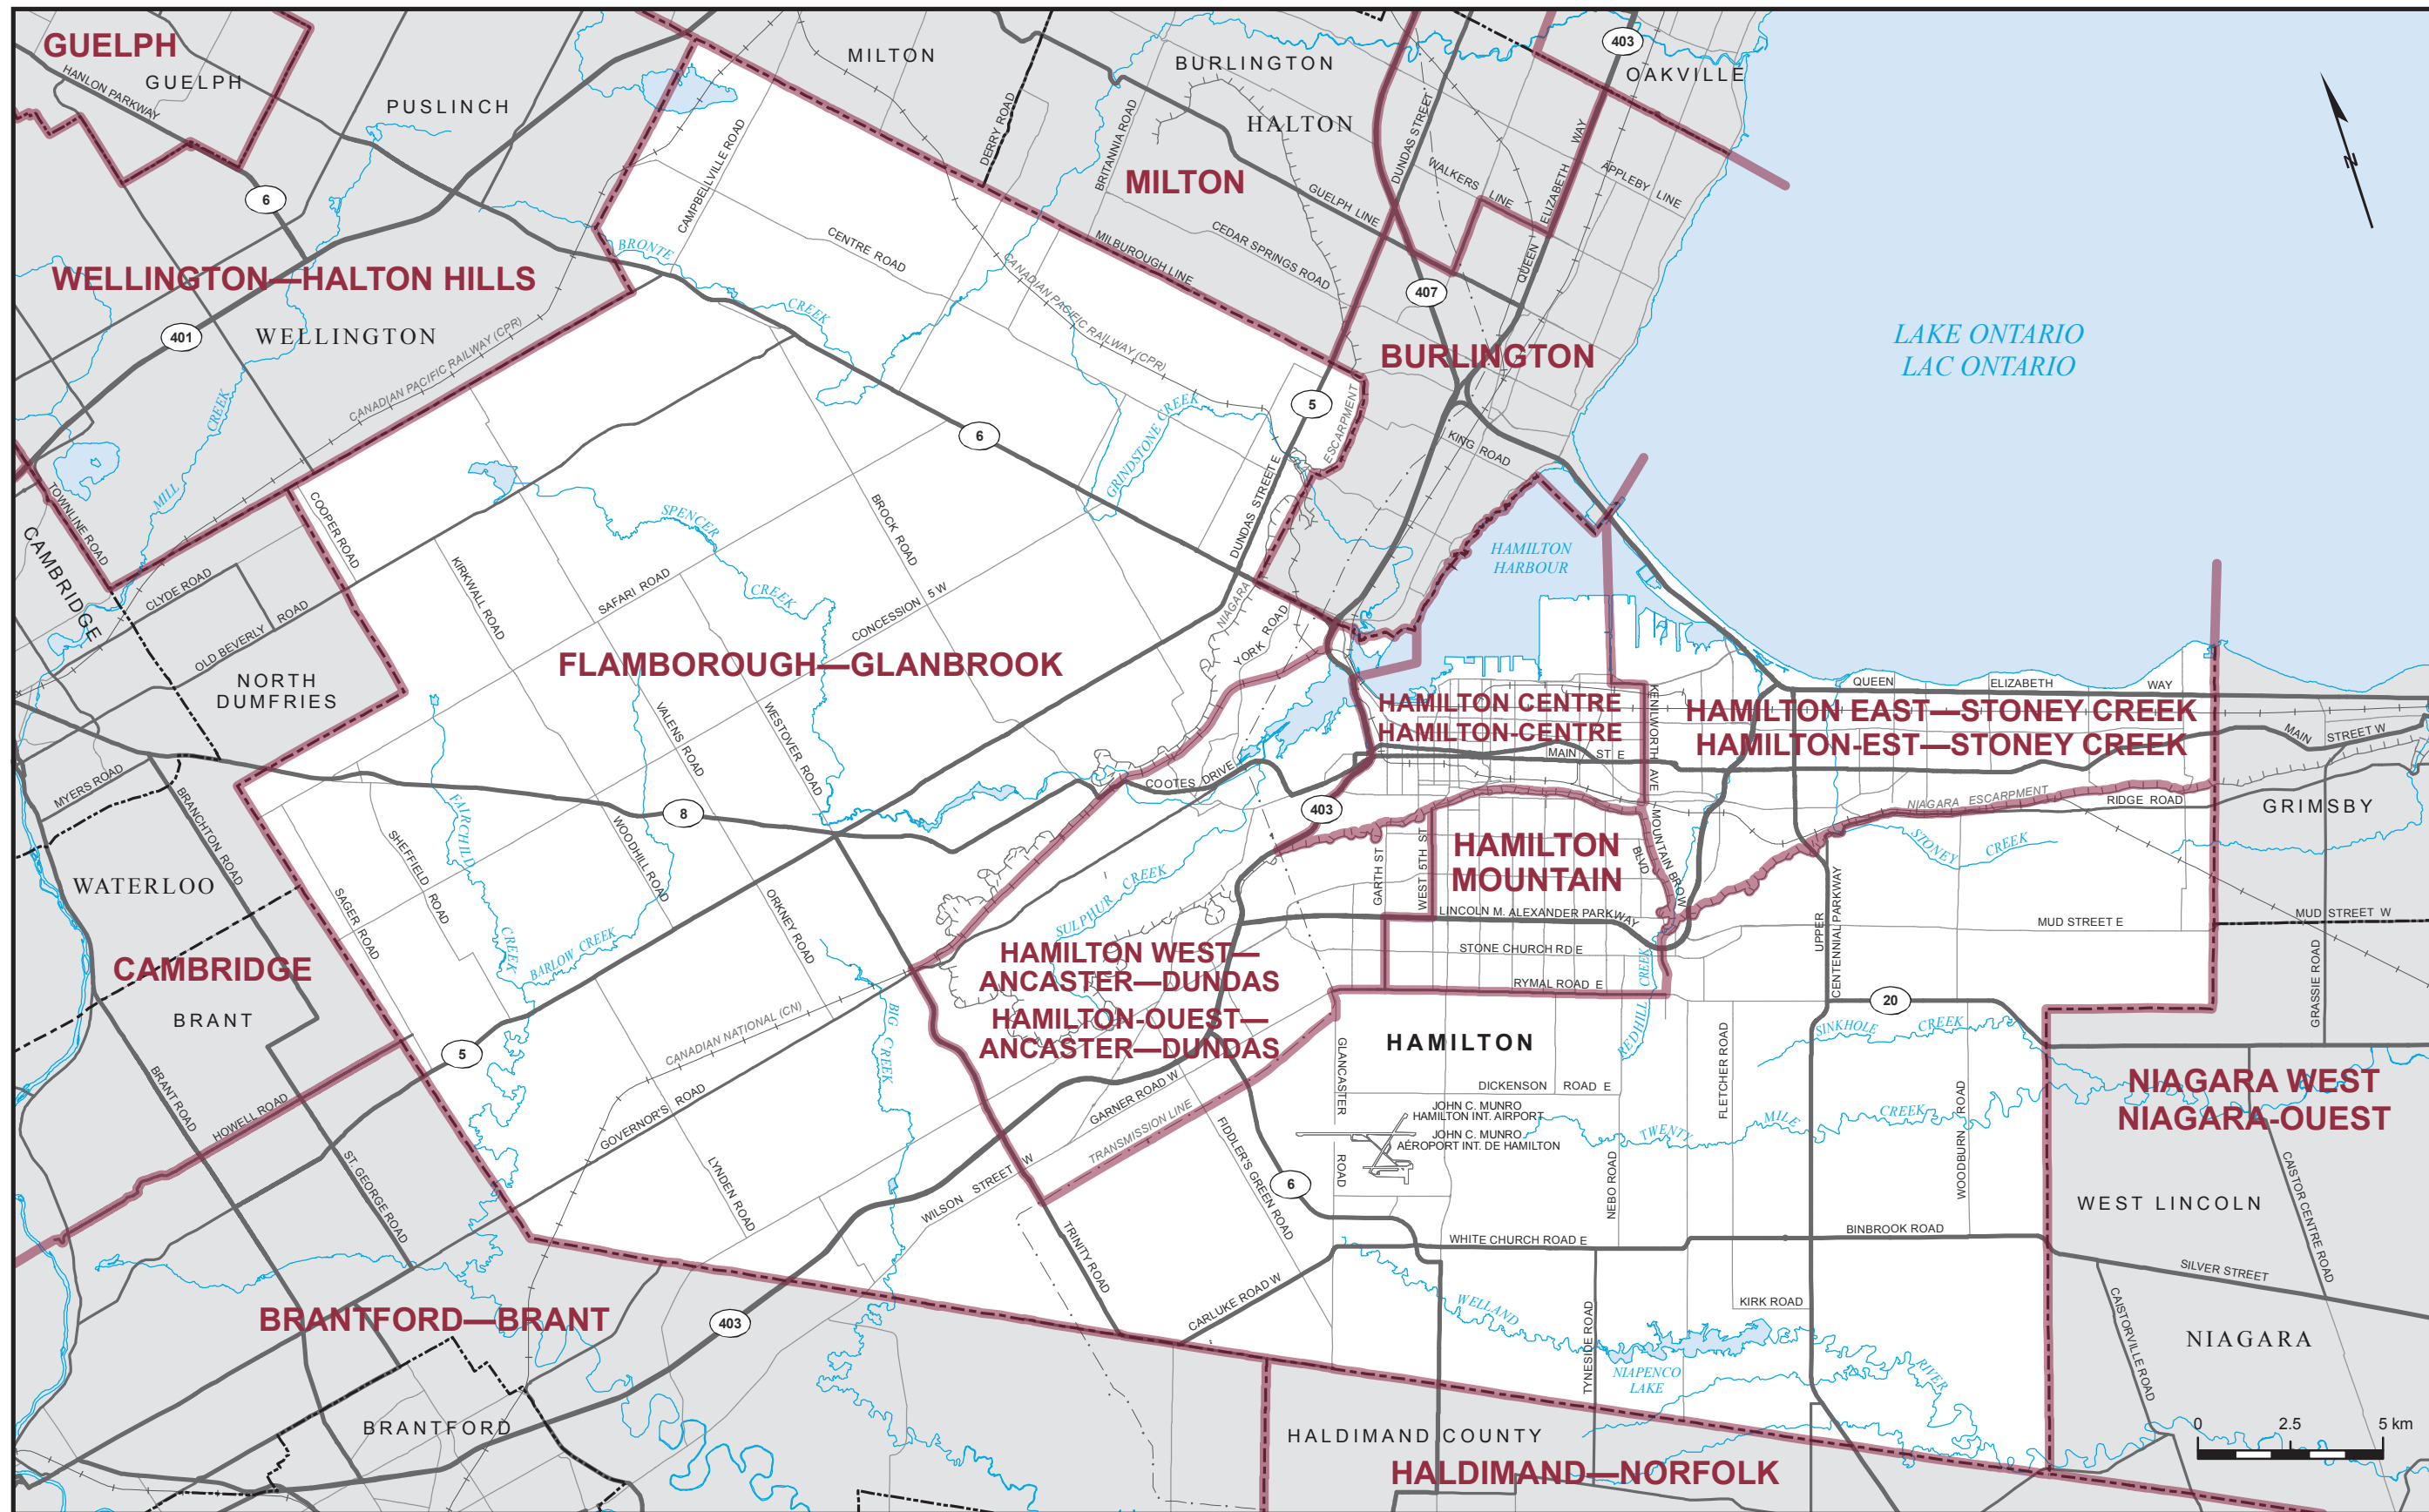 GUELPH
GUELPH
HANLON PARKWAY
PUSLINCH
MILTON
BURLINGTON
403
OAKVILLE
HALTON
DERRY ROAD
BRITANNIA ROAD
CAMPBELLVILLE ROAD
MILTON
DUNDAS STREET
WALKERS LINE
QUEEN ELIZABETH WAY
APPLEBY LINE
GUELPH LINE
N
6
BRONTE
CREEK
CENTRE ROAD
CANADIAN PACIFIC RAILWAY (CPR)
MILBUROUGH LINE
CEDAR SPRINGS ROAD
WELLINGTON—HALTON HILLS
401
WELLINGTON
407
LAKE ONTARIO
LAC ONTARIO
BURLINGTON
CANADIAN PACIFIC RAILWAY (CPR)
MILL CREEK
6
5
GRINDSTONE CREEK
ESCARPMENT
KING ROAD
TOWNLINE ROAD
COOPER ROAD
SPENCER
CREEK
BROCK ROAD
DUNDAS STREET E
CAMBRIDGE
CLYDE ROAD
OLD BEVERLY ROAD
KIRKWALL ROAD
SAFARI ROAD
CONCESSION 5 W
NIAGARA
YORK ROAD
HAMILTON
HARBOUR
FLAMBOROUGH—GLANBROOK
NORTH
DUMFRIES
VALENS ROAD
WESTOVER ROAD
HAMILTON CENTRE
HAMILTON-CENTRE
KENILWORTH AVE
QUEEN ELIZABETH WAY
HAMILTON EAST—STONEY CREEK
HAMILTON-EST—STONEY CREEK
MAIN STREET W
MAIN ST E
COOTES DRIVE
MYERS ROAD
BRANCHTON ROAD
8
403
NIAGARA ESCARPMENT
RIDGE ROAD
GRIMSBY
FAIRCHILD
CREEK
SHEFFIELD ROAD
WOODHILL ROAD
ORKNEY ROAD
SULPHUR CREEK
GARTH ST
WEST 5TH ST
HAMILTON
MOUNTAIN
MOUNTAIN BROW
BLVD
STONEY CREEK
WATERLOO
SAGER ROAD
LINCOLN M. ALEXANDER PARKWAY
UPPER
CENTENNIAL PARKWAY
MUD STREET E
MUD STREET W
BARLOW CREEK
CAMBRIDGE
BRANT
HAMILTON WEST—
ANCASTER—DUNDAS
HAMILTON-OUEST—
ANCASTER—DUNDAS
STONE CHURCH RD E
RYMAL ROAD E
REDHILL CREEK
20
GRASSIE ROAD
BIG CREEK
CANADIAN NATIONAL (CN)
5
HAMILTON
GLANCASTER
ROAD
FLETCHER ROAD
SINKHOLE CREEK
BRANT ROAD
HOWELL ROAD
GOVERNOR'S ROAD
GARNER ROAD W
TRANSMISSION LINE
DICKENSON ROAD E
JOHN C. MUNRO
HAMILTON INT. AIRPORT
JOHN C. MUNRO
AÉROPORT INT. DE HAMILTON
TWENTY MILE CREEK
WOODBURN ROAD
NIAGARA WEST
NIAGARA-OUEST
ST. GEORGE ROAD
LYNDEN ROAD
WILSON STREET W
FIDDLER'S GREEN ROAD
6
NEBO ROAD
WEST LINCOLN
CAISTOR CENTRE ROAD
TRINITY ROAD
WHITE CHURCH ROAD E
BINBROOK ROAD
SILVER STREET
BRANTFORD—BRANT
403
CARLUKE ROAD W
WELLAND
RIVER
TYNESIDE ROAD
KIRK ROAD
CAISTORVILLE ROAD
NIAGARA
NIAPENCO
LAKE
BRANTFORD
HALDIMAND COUNTY
HALDIMAND—NORFOLK
0 2.5 5 km